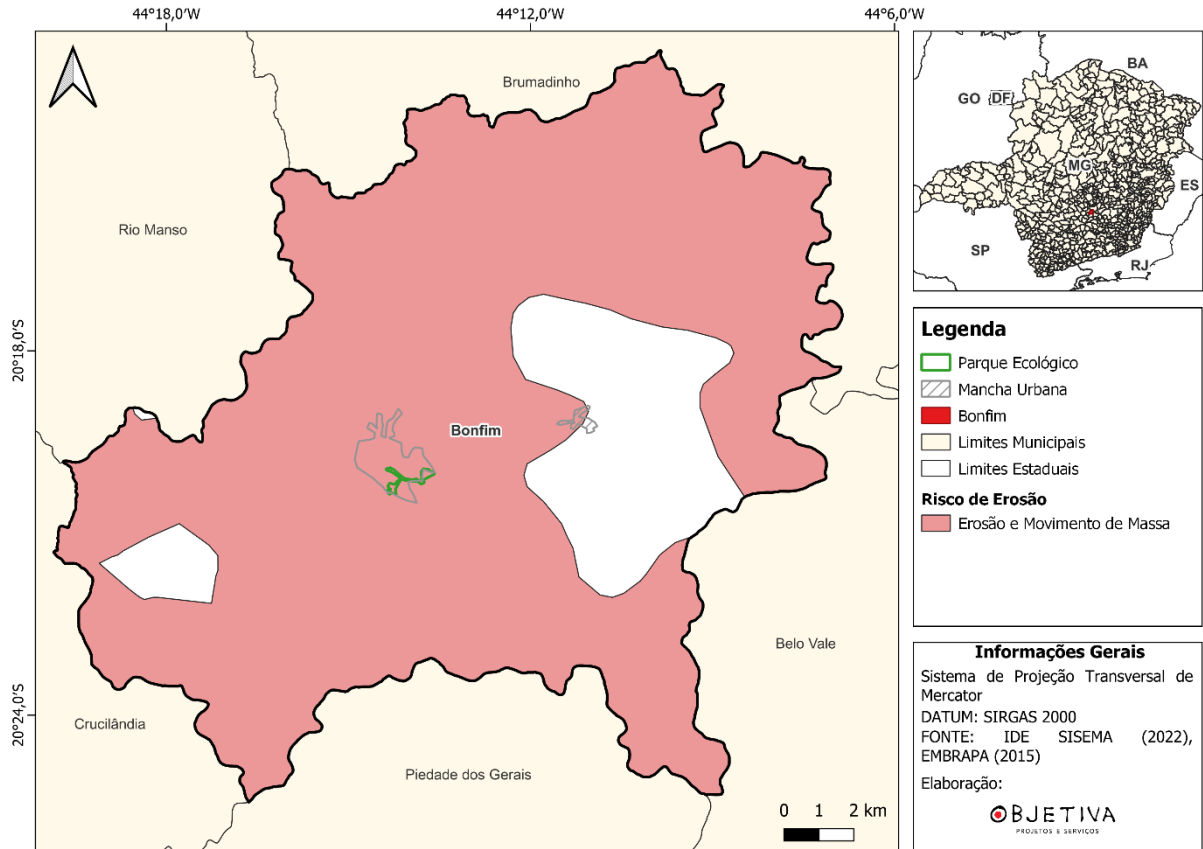 44°18,0'W
44°12,0'W
44°6,0'W
20°18,0'S
20°24,0'S
Brumadinho
Rio Manso
Bonfim
Belo Vale
Crucilândia
Piedade dos Gerais
0 1 2 km
BA
GO
DF
MG
ES
SP
RJ
Legenda
Parque Ecológico
Mancha Urbana
Bonfim
Limites Municipais
Limites Estaduais
Risco de Erosão
Erosão e Movimento de Massa
Informações Gerais
Sistema de Projeção Transversal de
Mercator
DATUM: SIRGAS 2000
FONTE: IDE SISEMA (2022),
EMBRAPA (2015)
Elaboração:
OBJETIVA
PROJETOS E SERVIÇOS